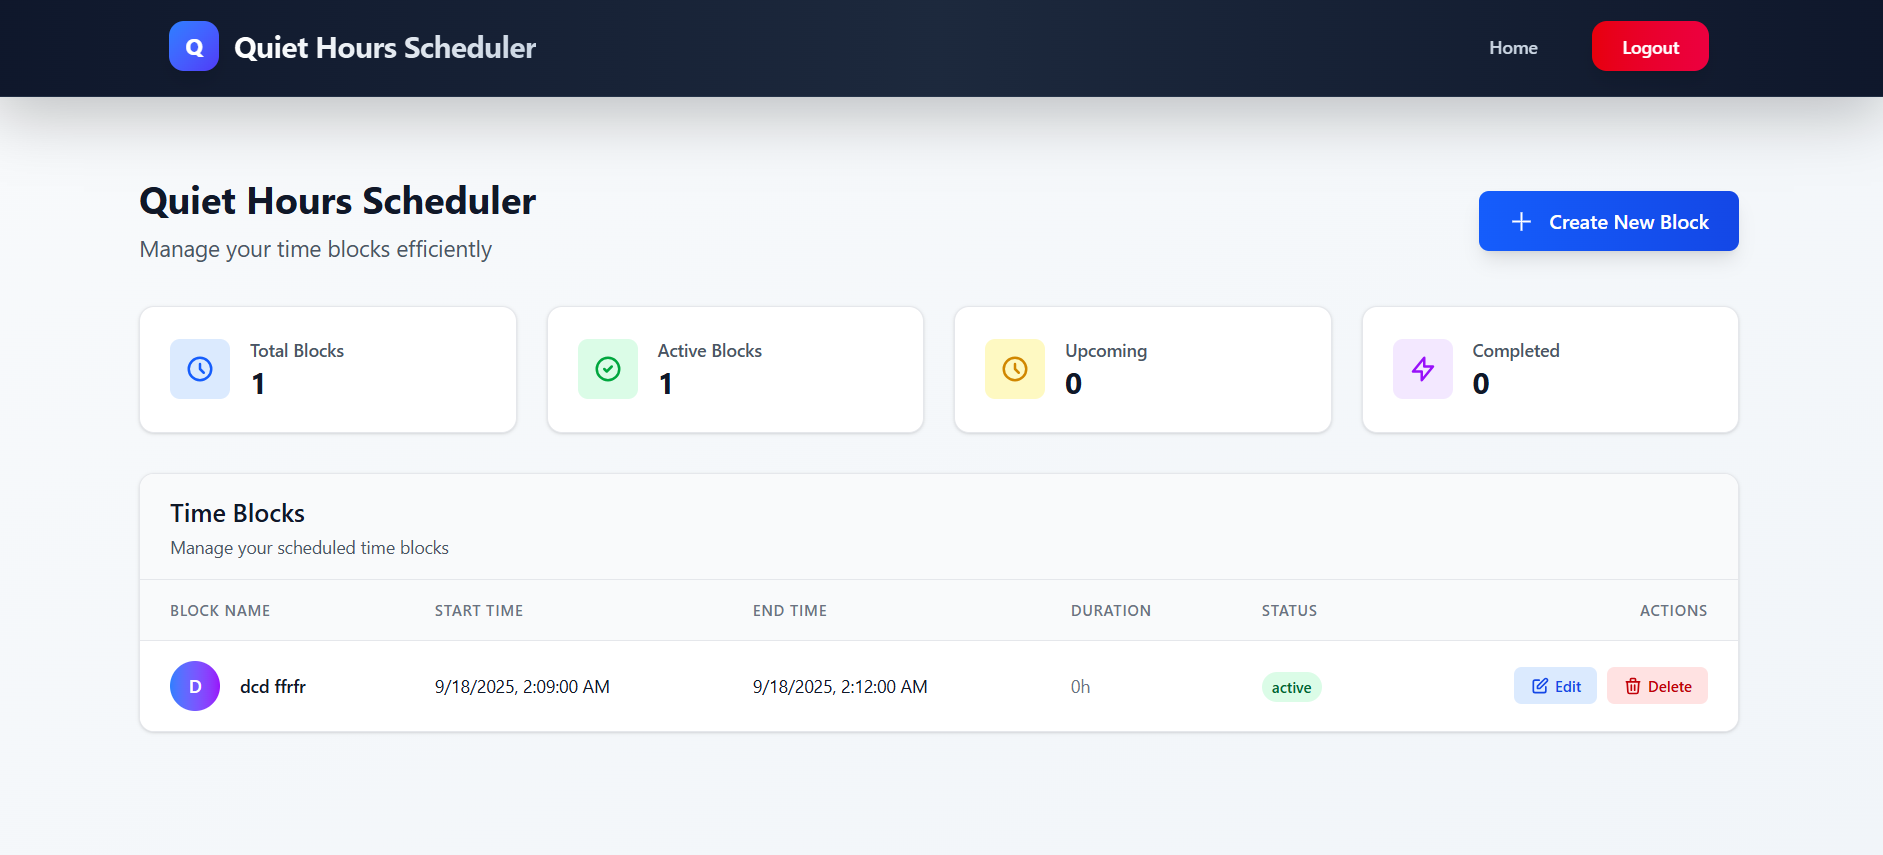 Q Quiet Hours Scheduler Home Logout
Quiet Hours Scheduler
Manage your time blocks efficiently
Create New Block
Total Blocks
1
Active Blocks
1
Upcoming
0
Completed
0
Time Blocks
Manage your scheduled time blocks
BLOCK NAME START TIME END TIME DURATION STATUS ACTIONS
D dcd ffrfr 9/18/2025, 2:09:00 AM 9/18/2025, 2:12:00 AM 0h active Edit Delete